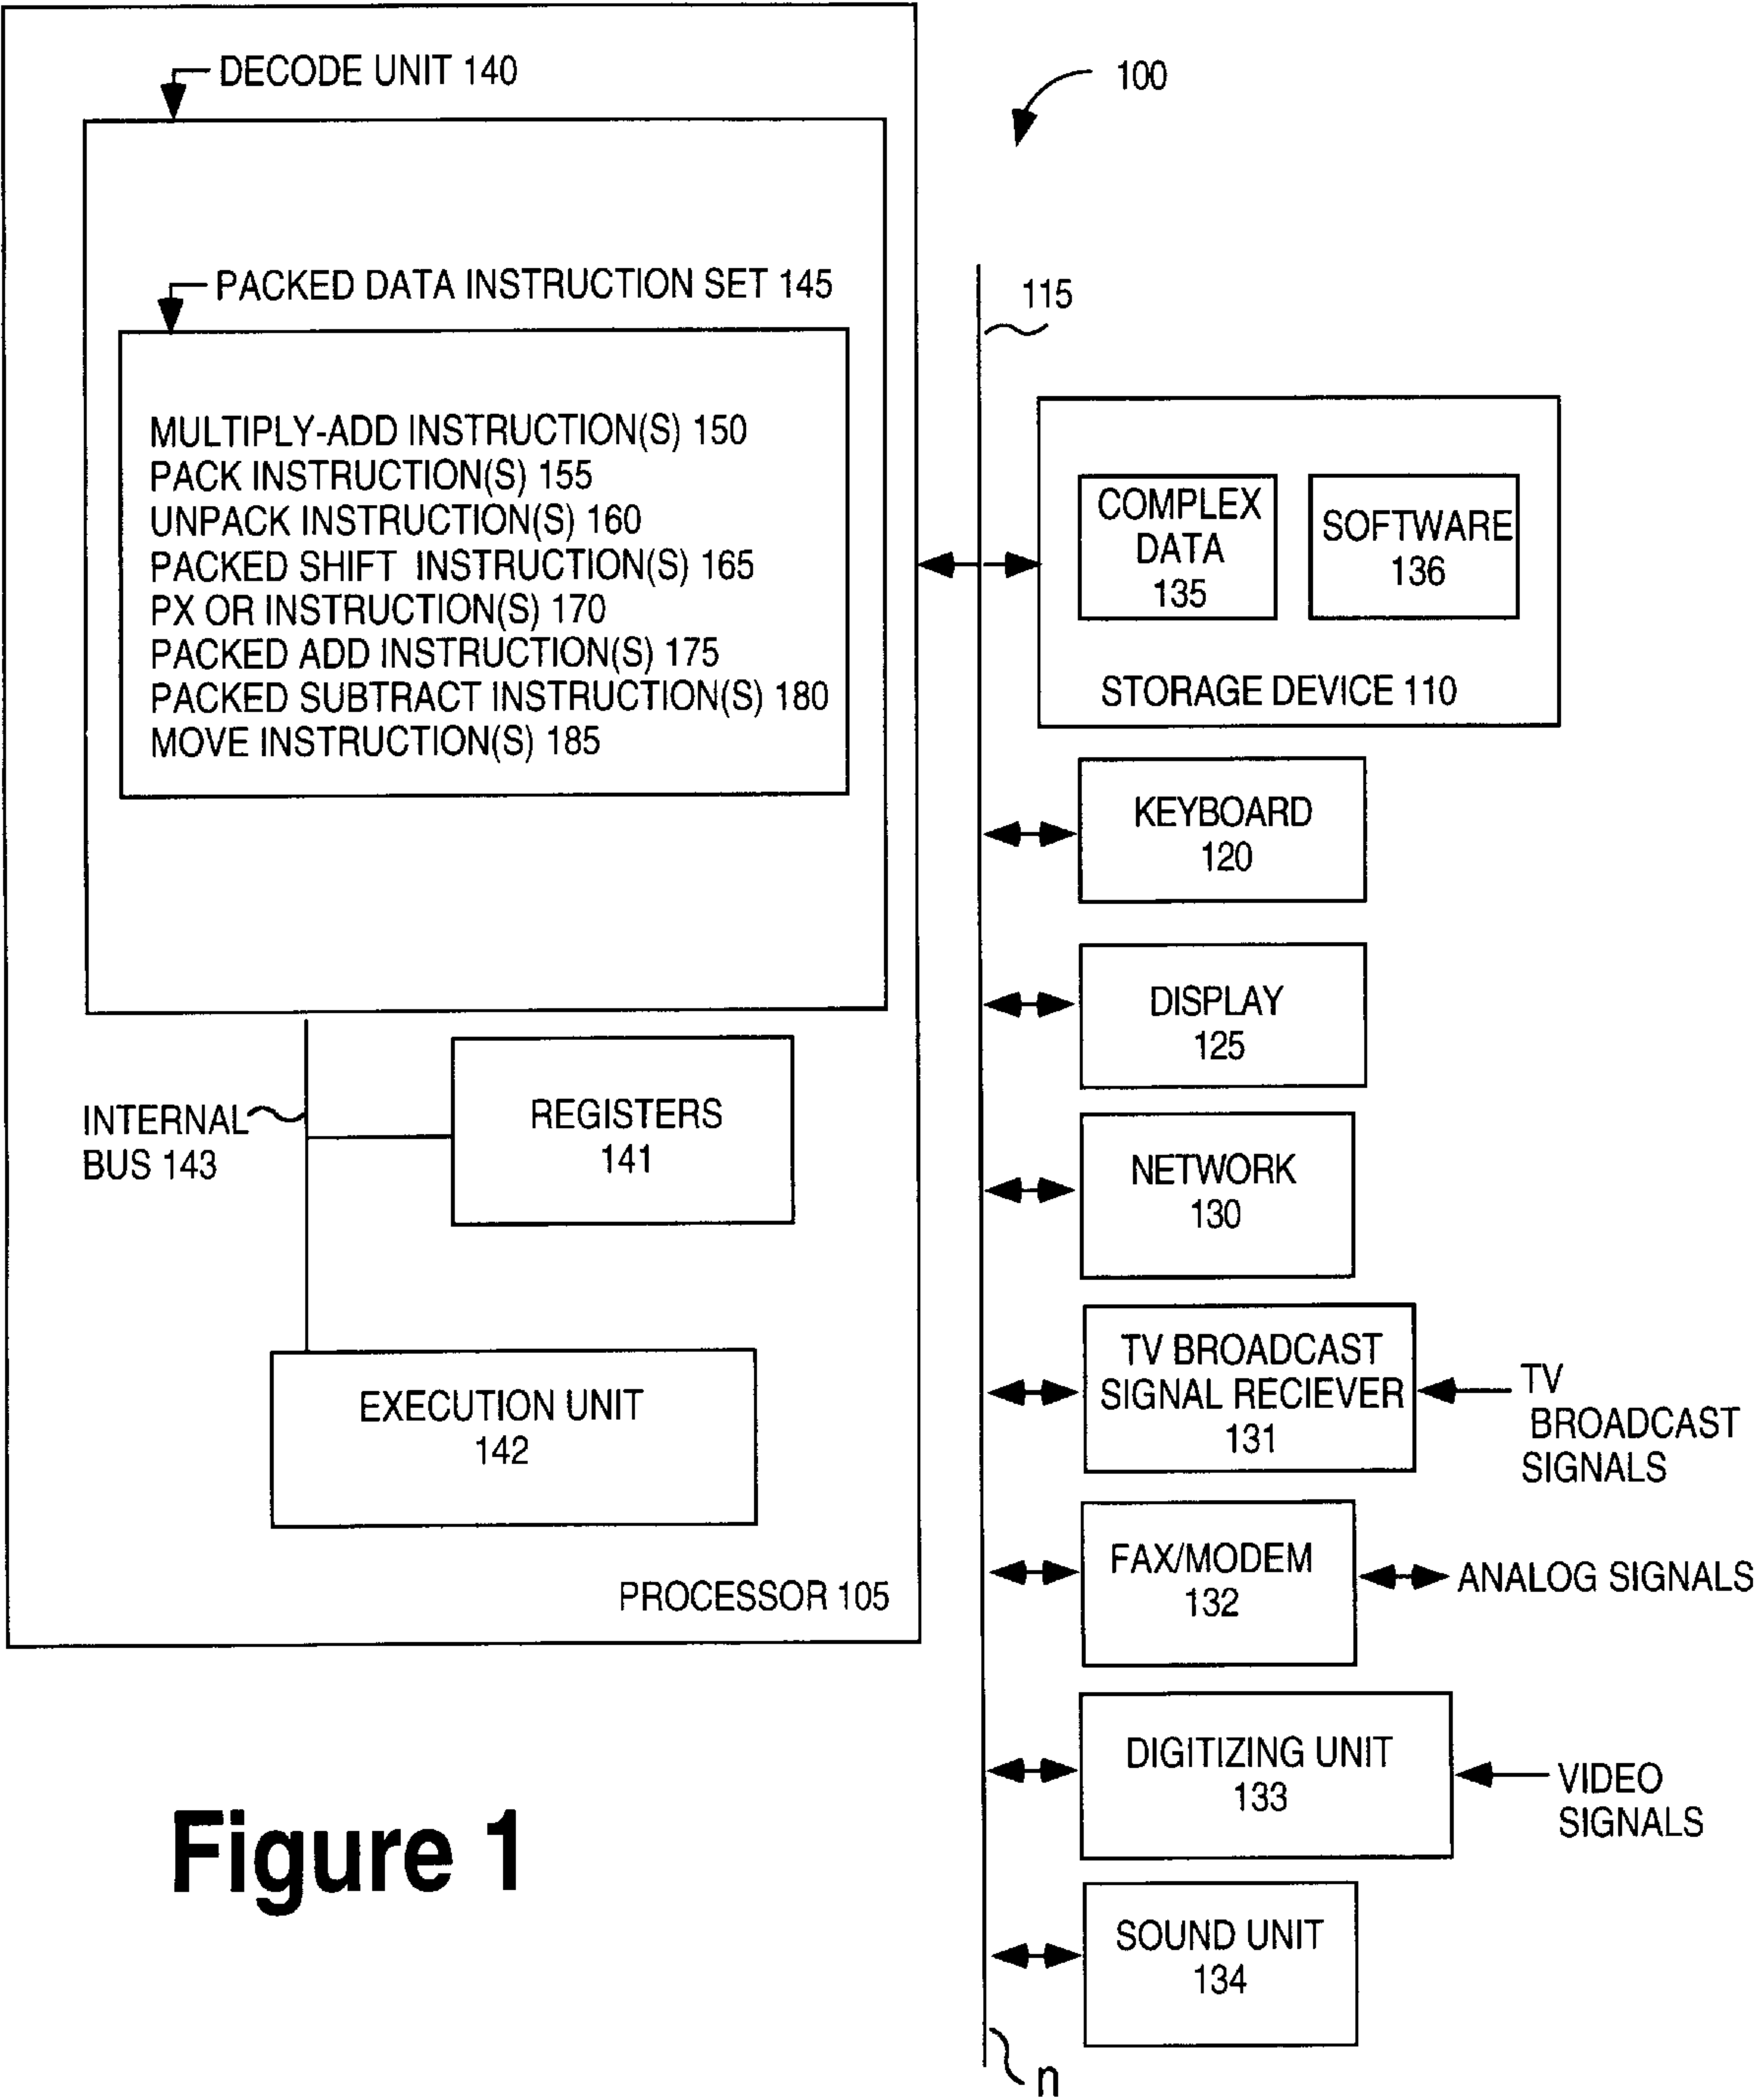 DECODE UNIT 140
100
PACKED DATA INSTRUCTION SET 145
MULTIPLY-ADD INSTRUCTION(S) 150
PACK INSTRUCTION(S) 155
UNPACK INSTRUCTION(S) 160
PACKED SHIFT INSTRUCTION(S) 165
PX OR INSTRUCTION(S) 170
PACKED ADD INSTRUCTION(S) 175
PACKED SUBTRACT INSTRUCTION(S) 180
MOVE INSTRUCTION(S) 185
INTERNAL
BUS 143
REGISTERS
141
EXECUTION UNIT
142
PROCESSOR 105
115
COMPLEX
DATA
135
SOFTWARE
136
STORAGE DEVICE 110
KEYBOARD
120
DISPLAY
125
NETWORK
130
TV BROADCAST
SIGNAL RECIEVER
131
TV
BROADCAST
SIGNALS
FAX/MODEM
132
ANALOG SIGNALS
DIGITIZING UNIT
133
VIDEO
SIGNALS
SOUND UNIT
134
n
Figure 1